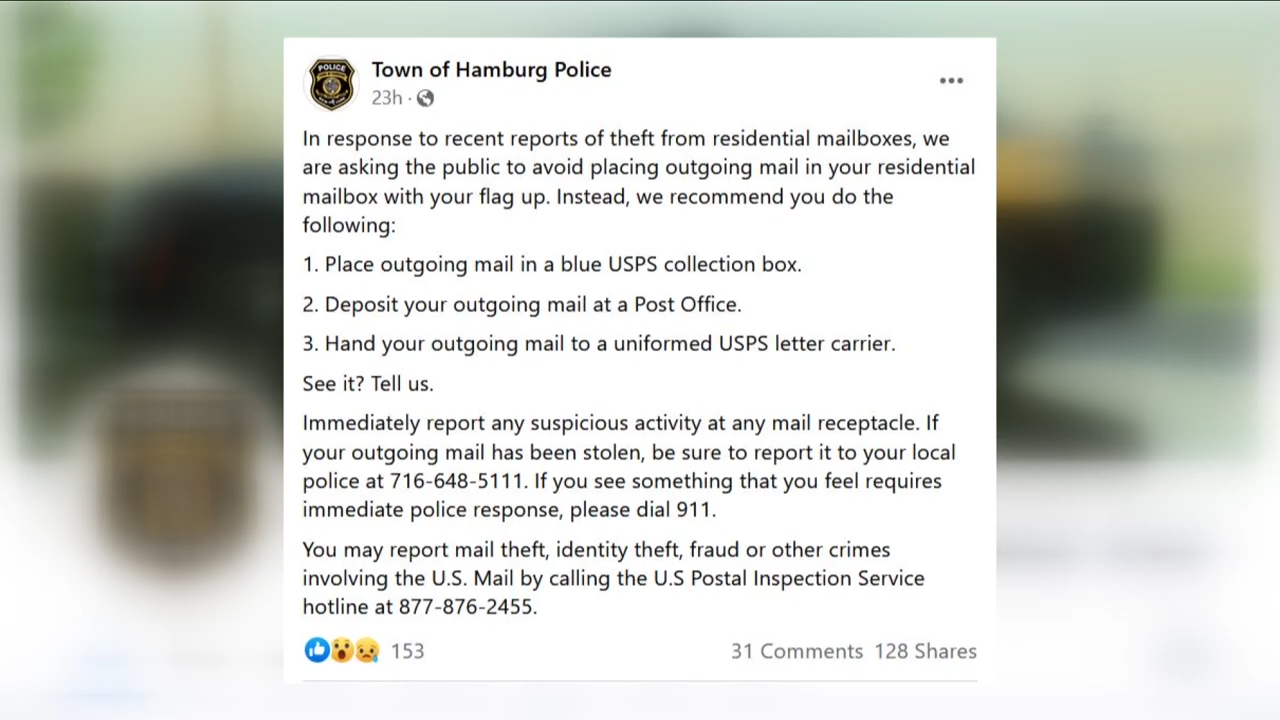 POLICE
Town of Hamburg Police
23h ·
In response to recent reports of theft from residential mailboxes, we
are asking the public to avoid placing outgoing mail in your residential
mailbox with your flag up. Instead, we recommend you do the
following:
1. Place outgoing mail in a blue USPS collection box.
2. Deposit your outgoing mail at a Post Office.
3. Hand your outgoing mail to a uniformed USPS letter carrier.
See it? Tell us.
Immediately report any suspicious activity at any mail receptacle. If
your outgoing mail has been stolen, be sure to report it to your local
police at 716-648-5111. If you see something that you feel requires
immediate police response, please dial 911.
You may report mail theft, identity theft, fraud or other crimes
involving the U.S. Mail by calling the U.S Postal Inspection Service
hotline at 877-876-2455.
153
31 Comments 128 Shares